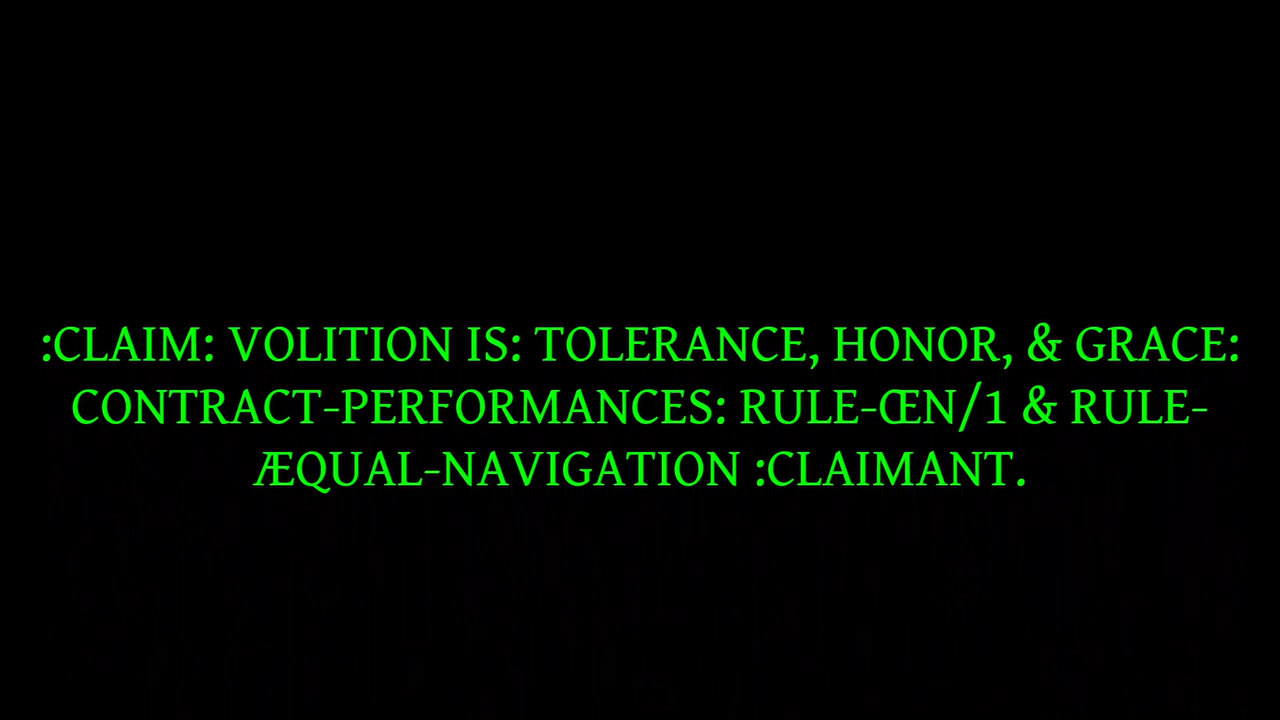 :CLAIM: VOLITION IS: TOLERANCE, HONOR, & GRACE:
CONTRACT-PERFORMANCES: RULE-ŒN/1 & RULE-
ÆQUAL-NAVIGATION :CLAIMANT.